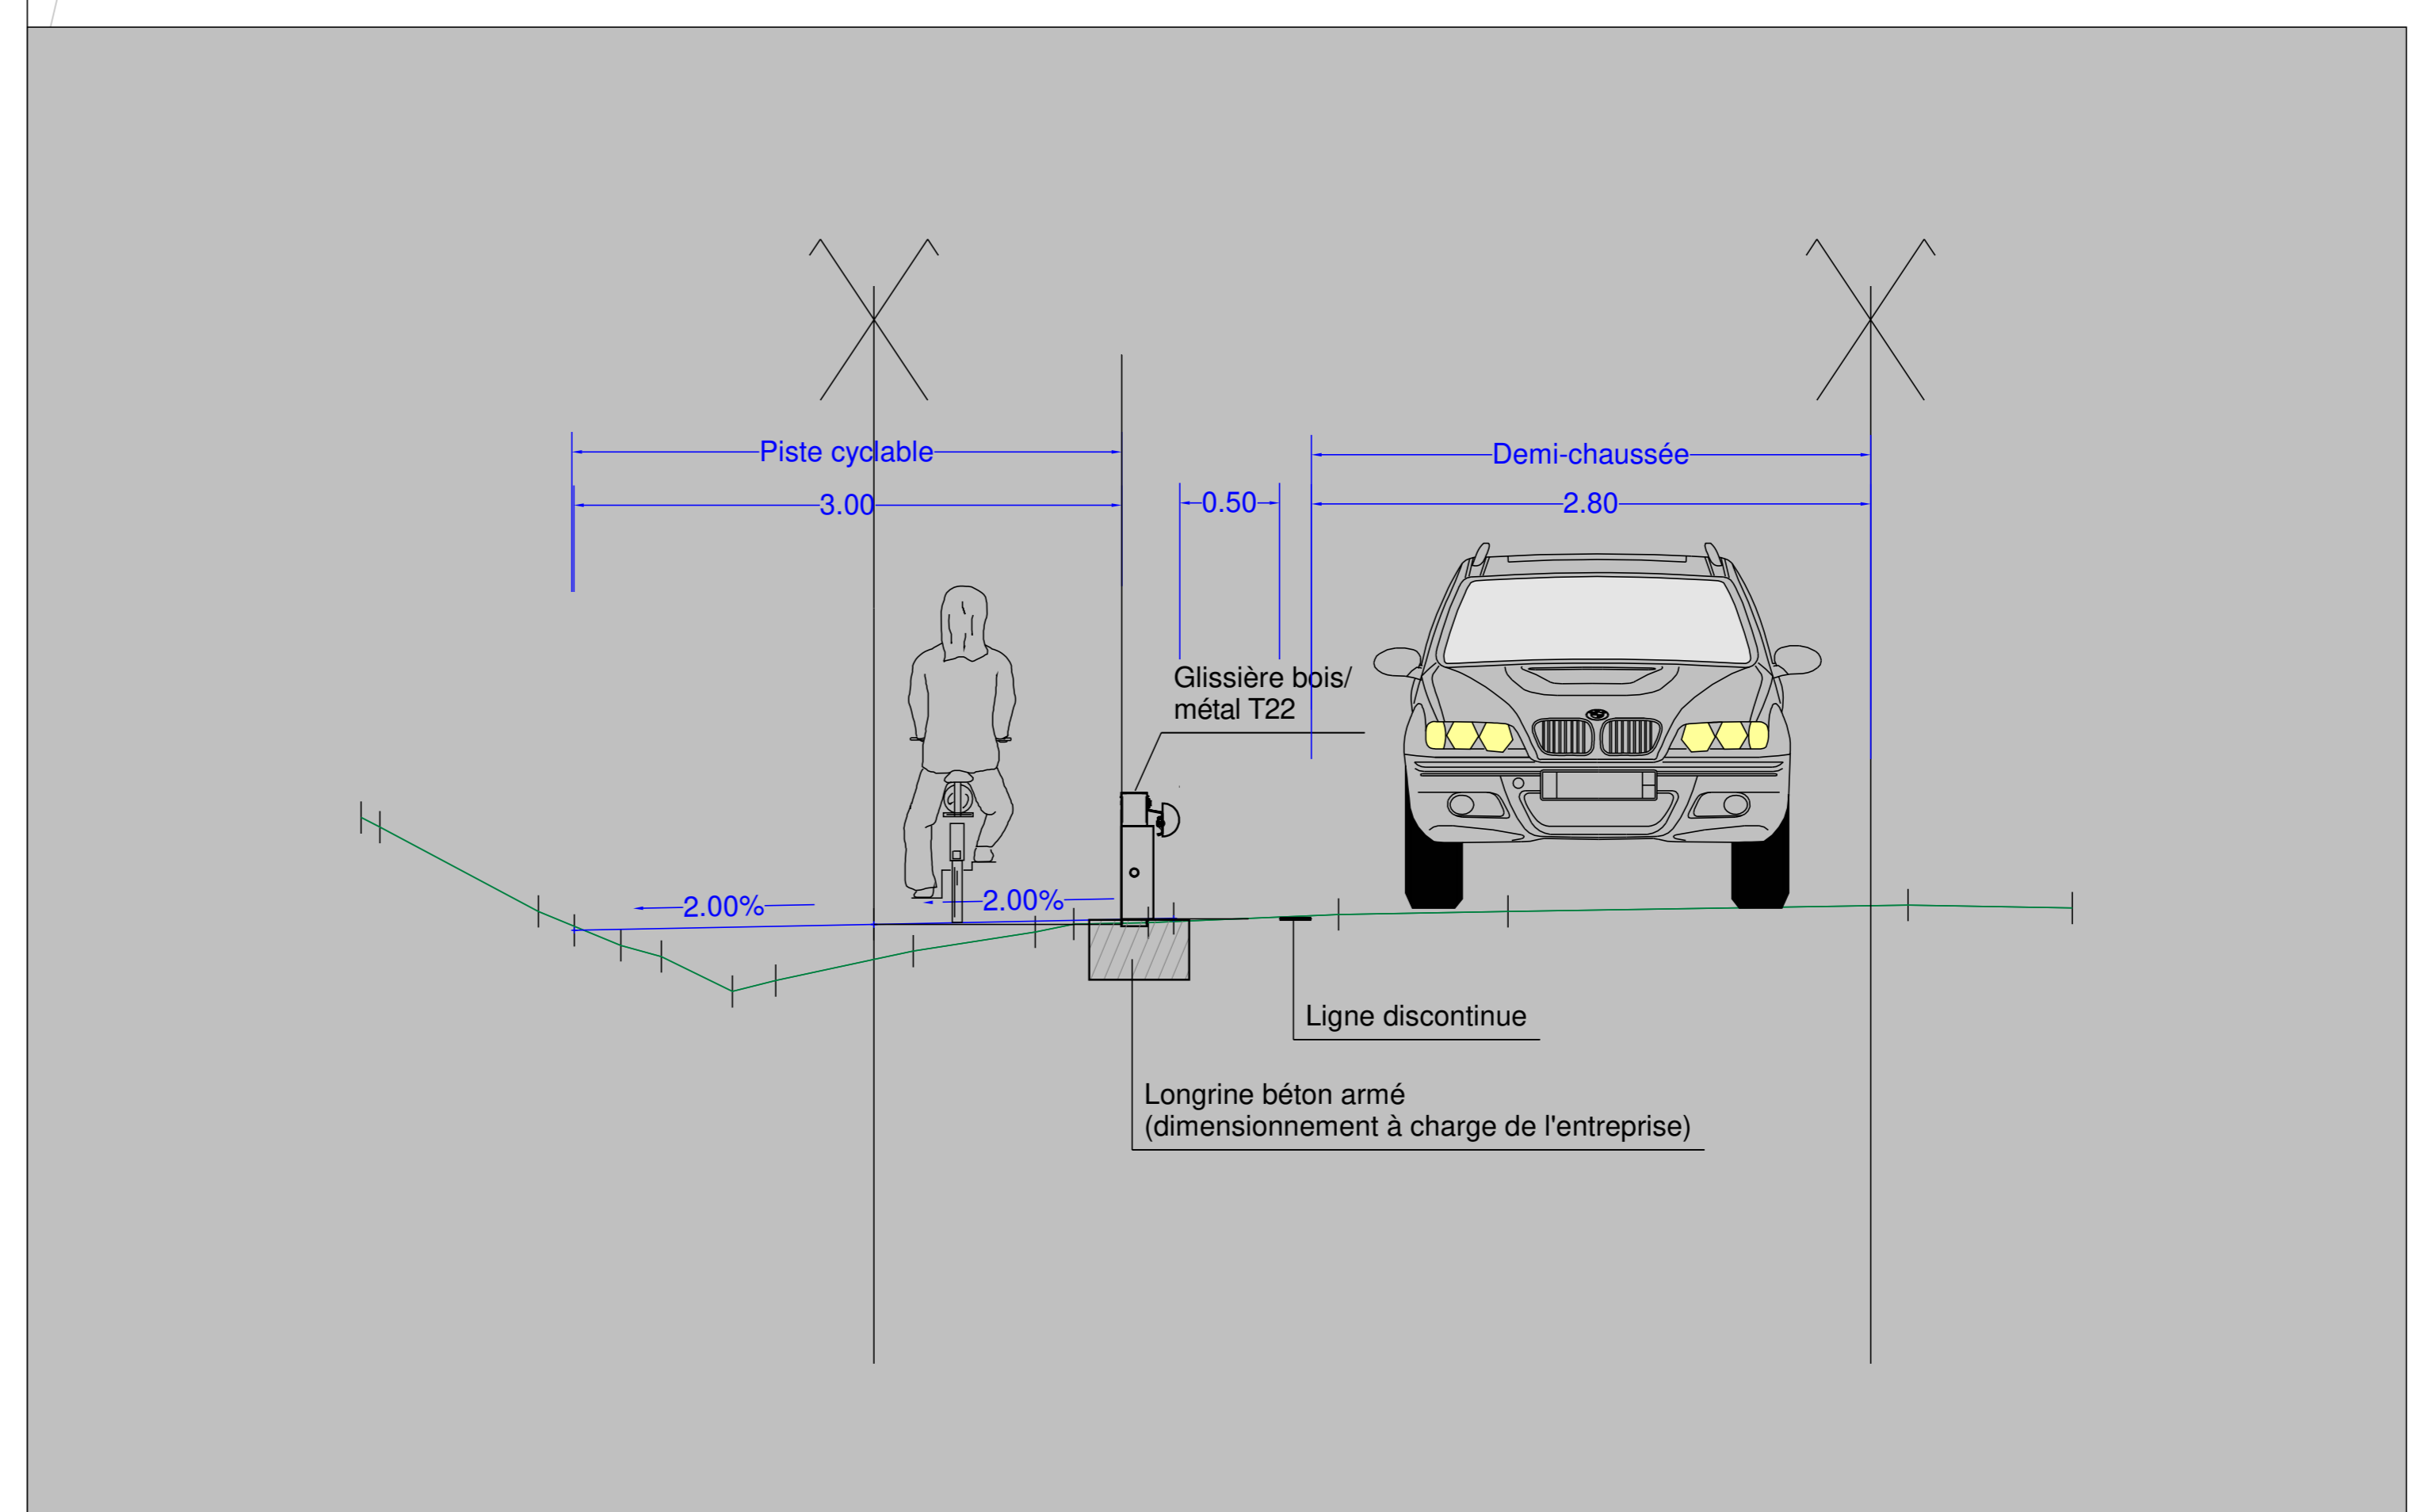 Piste cyclable
Demi-chaussée
3.00
0.50
2.80
Glissière bois/
métal T22
2.00%
2.00%
Ligne discontinue
Longrine béton armé
(dimensionnement à charge de l'entreprise)